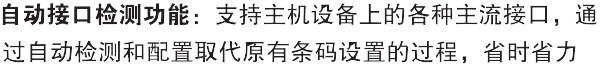 自动接口检测功能：支持主机设备上的各种主流接口，通
过自动检测和配置取代原有条码设置的过程，省时省力